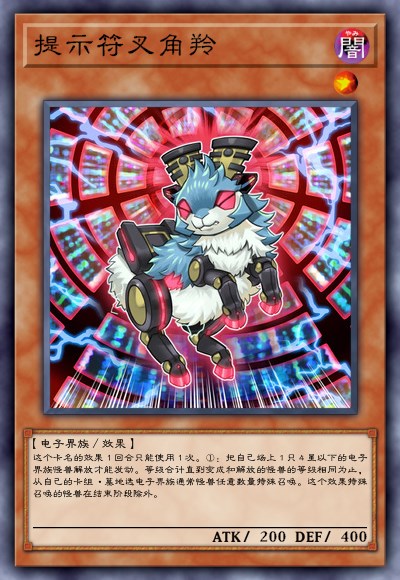 提示符叉角羚
やみ
闇
【电子界族／效果】
这个卡名的效果1回合只能使用1次。①：把自己场上1只4星以下的电子
界族怪兽解放才能发动。等级合计直到变成和解放的怪兽的等级相同为止，
从自己的卡组·墓地选电子界族通常怪兽任意数量特殊召唤。这个效果特殊
召唤的怪兽在结束阶段除外。
ATK/ 200 DEF/ 400